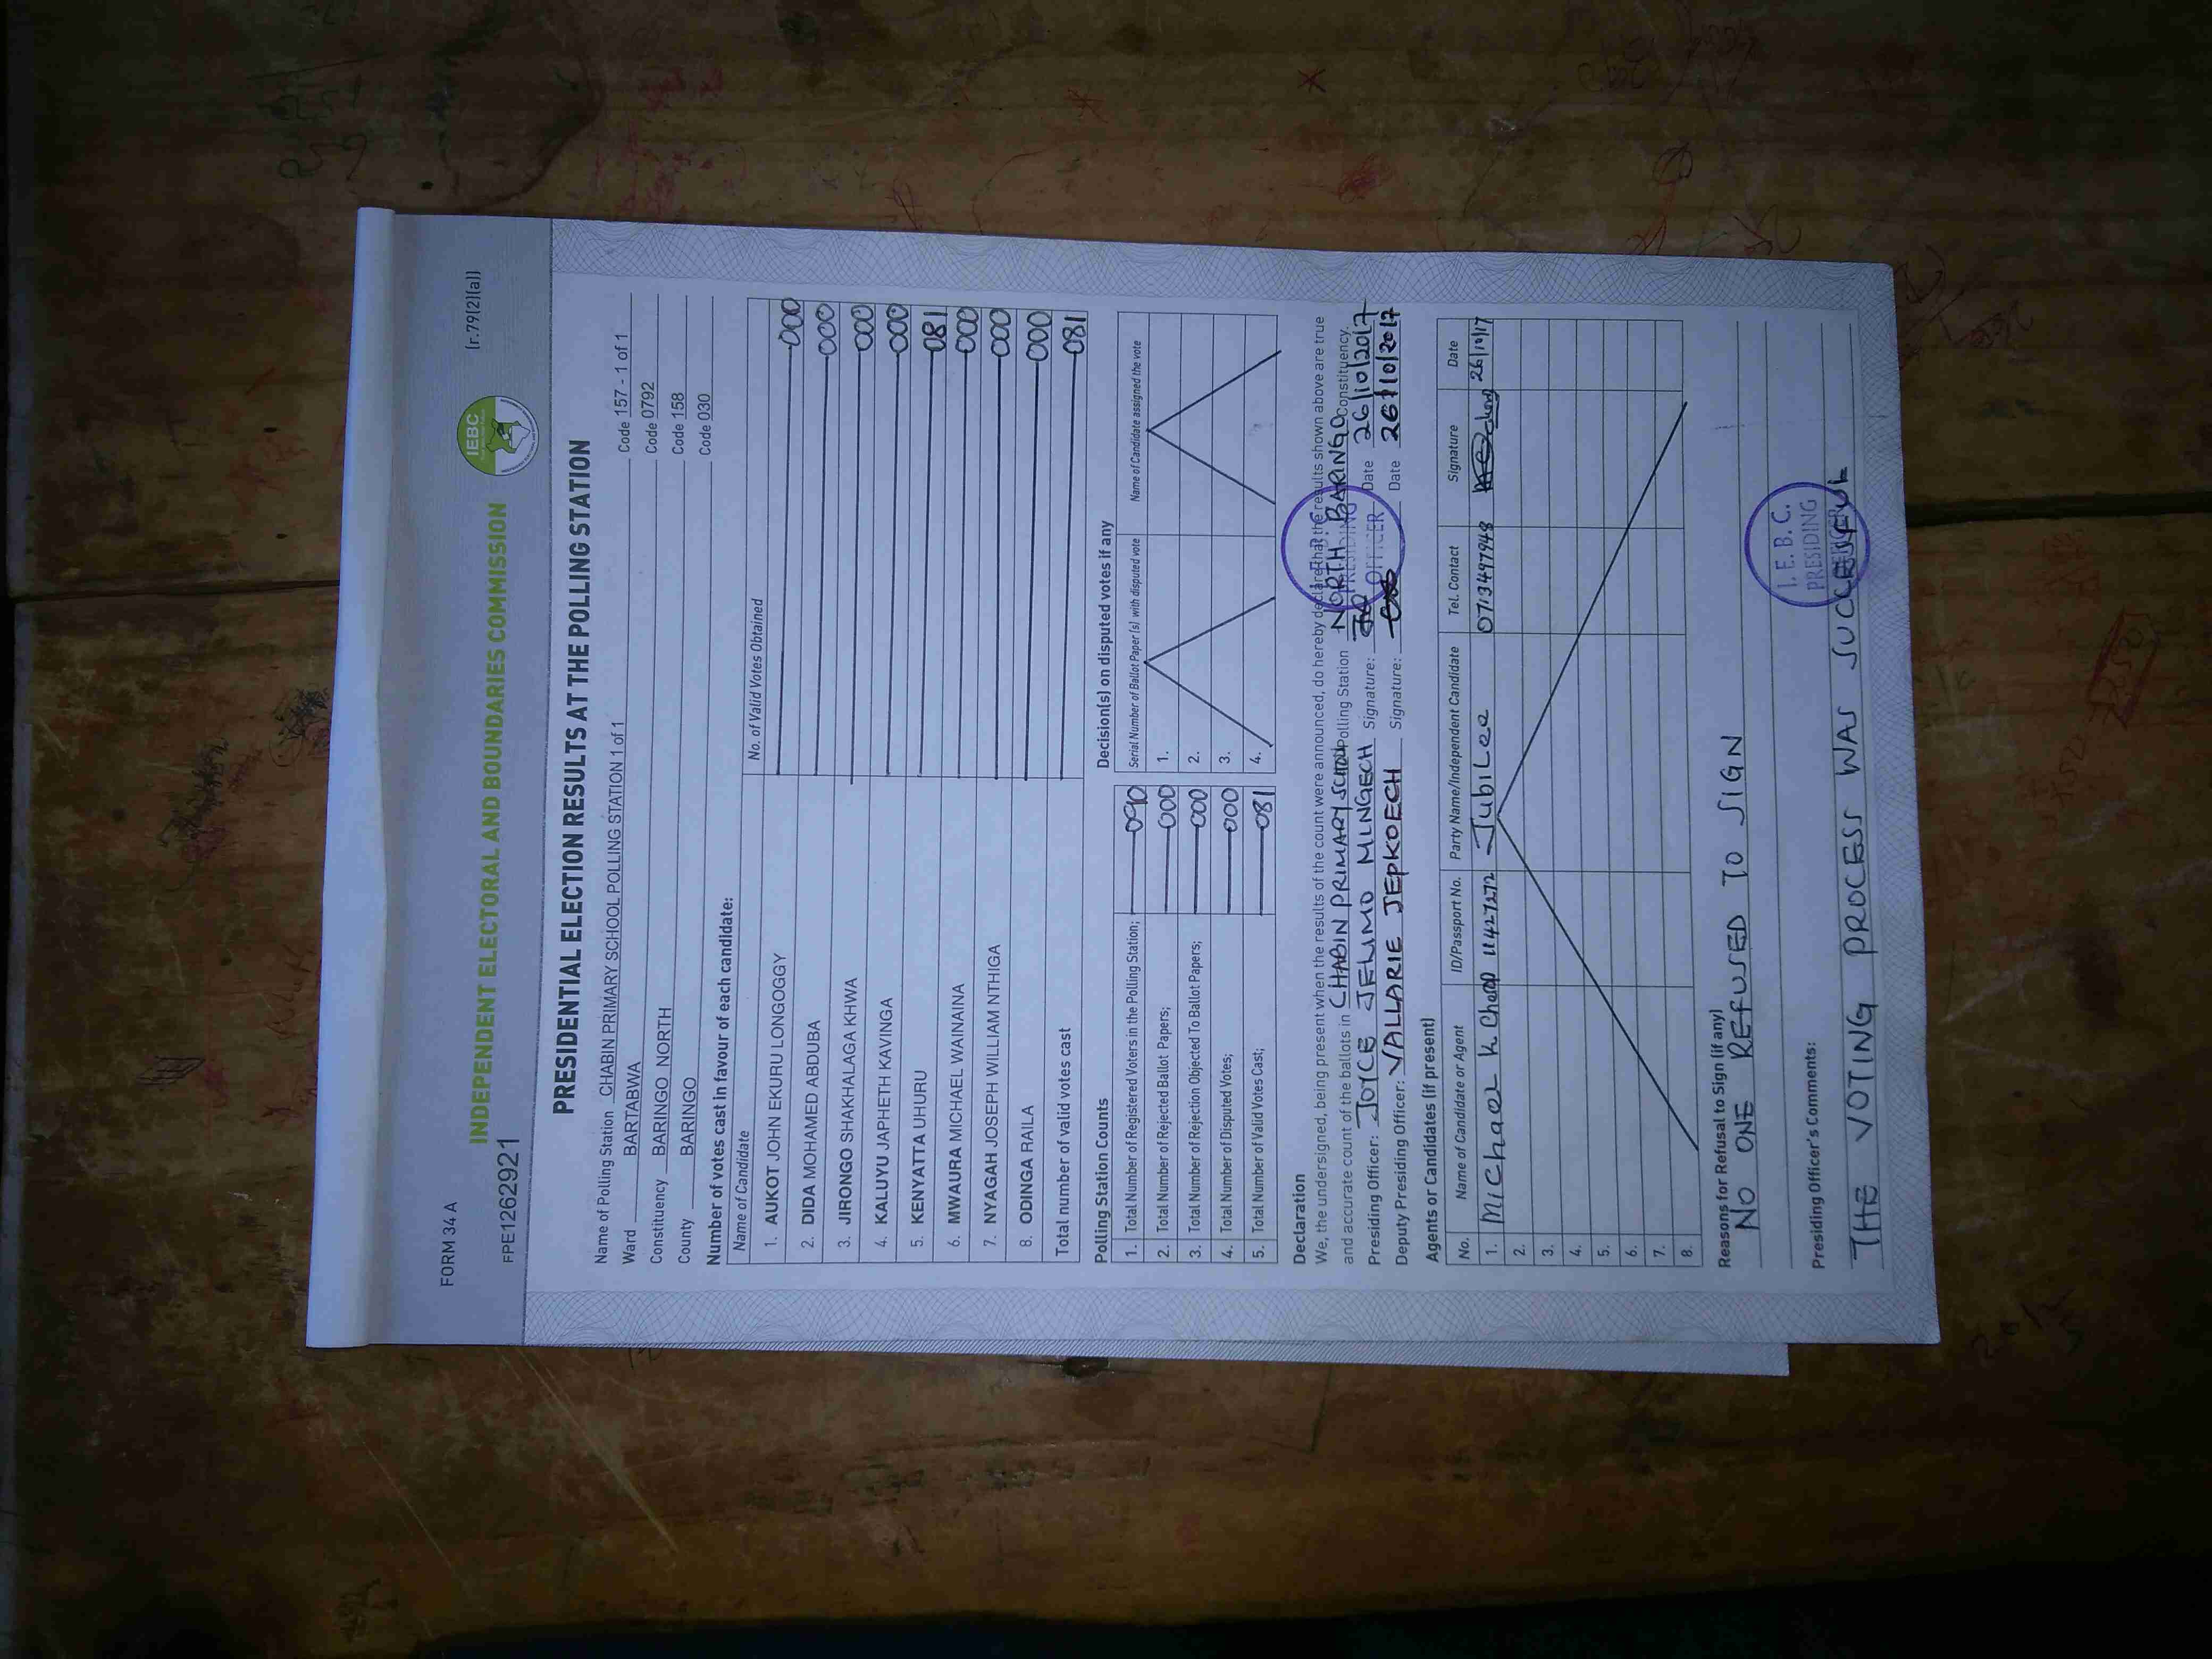 FORM 34 A
(r.79(2)(a))
IEBC
INDEPENDENT ELECTORAL AND BOUNDARIES COMMISSION
FPE1262921
PRESIDENTIAL ELECTION RESULTS AT THE POLLING STATION
Name of Polling Station CHABIN PRIMARY SCHOOL POLLING STATION 1 of 1 Code 157 - 1 of 1
Ward BARTABWA Code 0792
Constituency BARINGO NORTH Code 158
County BARINGO Code 030
Number of votes cast in favour of each candidate:
Name of Candidate No. of Valid Votes Obtained
1. AUKOT JOHN EKURU LONGOGGY 000
2. DIDA MOHAMED ABDUBA 000
3. JIRONGO SHAKHALAGA KHWA 000
4. KALUYU JAPHETH KAVINGA 000
5. KENYATTA UHURU 081
6. MWAURA MICHAEL WAINAINA 000
7. NYAGAH JOSEPH WILLIAM NTHIGA 000
8. ODINGA RAILA 000
Total number of valid votes cast 081
Polling Station Counts
1. Total Number of Registered Voters in the Polling Station; 090
2. Total Number of Rejected Ballot Papers; 000
3. Total Number of Rejection Objected To Ballot Papers; 000
4. Total Number of Disputed Votes; 000
5. Total Number of Valid Votes Cast; 081
Decision(s) on disputed votes if any
Serial Number of Ballot Paper(s) with disputed vote Name of Candidate assigned the vote
1.
2.
3.
4.
Declaration
We, the undersigned, being present when the results of the count were announced, do hereby declare that the results shown above are true
and accurate count of the ballots in CHABIN PRIMARY SCHOOL Polling Station NORTH BARINGO Constituency.
Presiding Officer: JOYCE JELIMO Signature: Date 26/10/2017
Deputy Presiding Officer: VALLARIE JEPKOECH Signature: Date 26/10/2017
PRESIDING
OFFICER
Agents or Candidates (if present)
No. Name of Candidate or Agent ID/Passport No. Party Name/Independent Candidate Tel. Contact Signature Date
1. Michael K Cherop 11427272 Jubilee 0713497948 26/10/17
2.
3.
4.
5.
6.
7.
8.
Reasons for Refusal to Sign (if any)
NO ONE REFUSED TO SIGN
Presiding Officer's Comments:
THE VOTING PROCESS WAS SUCCESSFUL
I.E.B.C.
PRESIDING